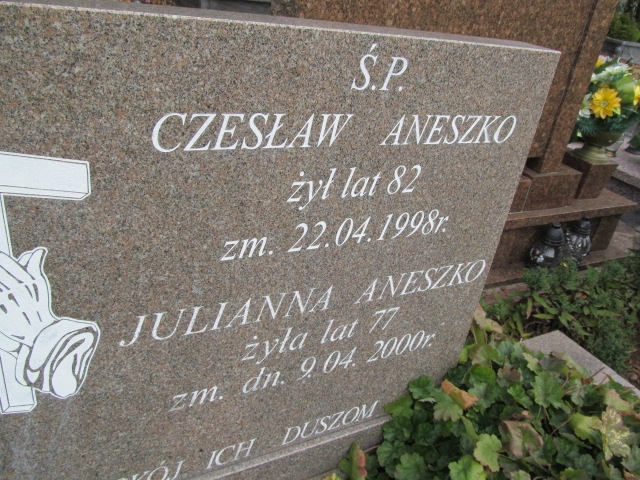 Ś.P.
CZESŁAW ANESZKO
żył lat 82
zm. 22.04.1998r.
JULIANNA ANESZKO
żyła lat 77
zm. dn. 9.04. 2000r.
ICH DUSZOM